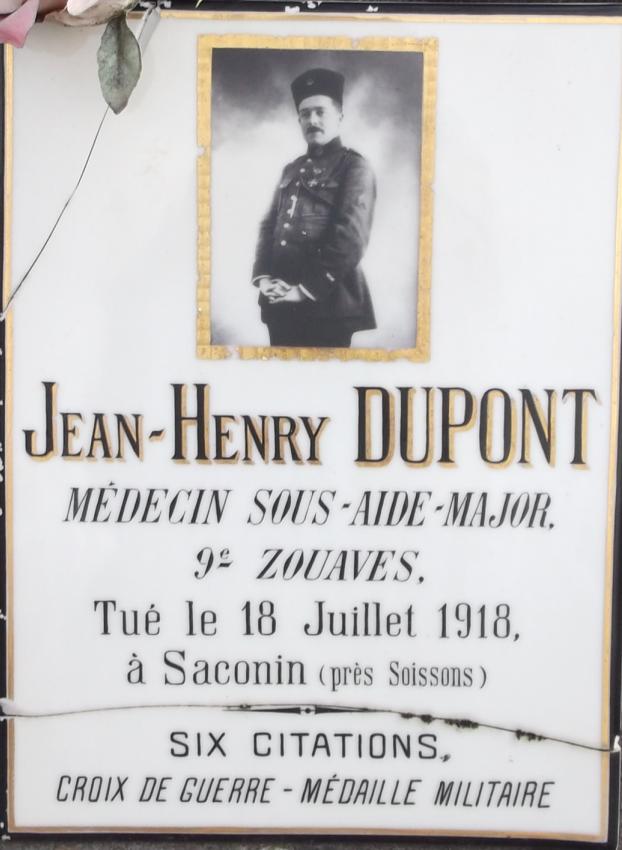 JEAN-HENRY DUPONT
MÉDECIN SOUS-AIDE-MAJOR,
9e ZOUAVES,
Tué le 18 Juillet 1918,
à Saconin (près Soissons)
SIX CITATIONS,
CROIX DE GUERRE - MÉDAILLE MILITAIRE